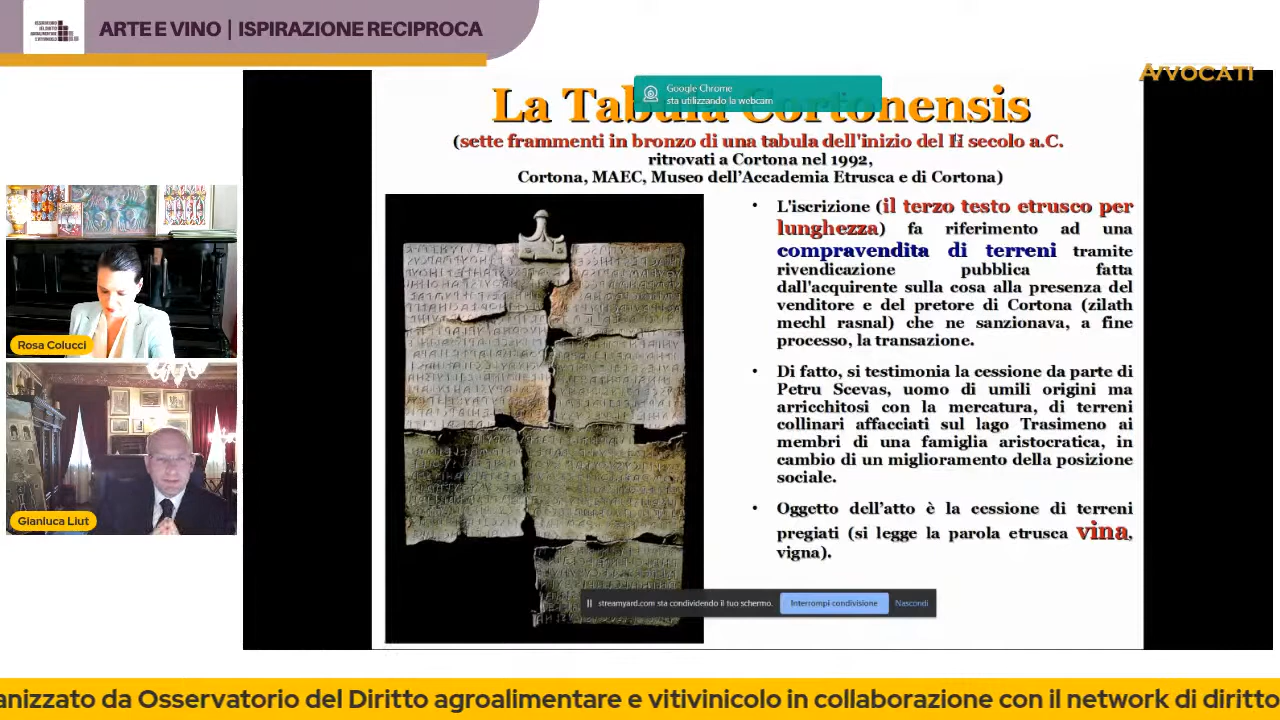 OSSERVATORIO
DEL DIRITTO
AGROALIMENTARE
E VITIVINICOLO
ARTE E VINO | ISPIRAZIONE RECIPROCA
AVVOCATI
Google Chrome
sta utilizzando la webcam
La Tabula Cortonensis
(sette frammenti in bronzo di una tabula dell'inizio del II secolo a.C.
ritrovati a Cortona nel 1992,
Cortona, MAEC, Museo dell'Accademia Etrusca e di Cortona)
• L'iscrizione (il terzo testo etrusco per
lunghezza) fa riferimento ad una
compravendita di terreni tramite
rivendicazione pubblica fatta
dall'acquirente sulla cosa alla presenza del
venditore e del pretore di Cortona (zilath
mechl rasnal) che ne sanzionava, a fine
processo, la transazione.
• Di fatto, si testimonia la cessione da parte di
Petru Scevas, uomo di umili origini ma
arricchitosi con la mercatura, di terreni
collinari affacciati sul lago Trasimeno ai
membri di una famiglia aristocratica, in
cambio di un miglioramento della posizione
sociale.
• Oggetto dell'atto è la cessione di terreni
pregiati (si legge la parola etrusca vina,
vigna).
Rosa Colucci
Gianluca Liut
streamyard.com sta condividendo il tuo schermo.
Interrompi condivisione
Nascondi
anizzato da Osservatorio del Diritto agroalimentare e vitivinicolo in collaborazione con il network di diritto